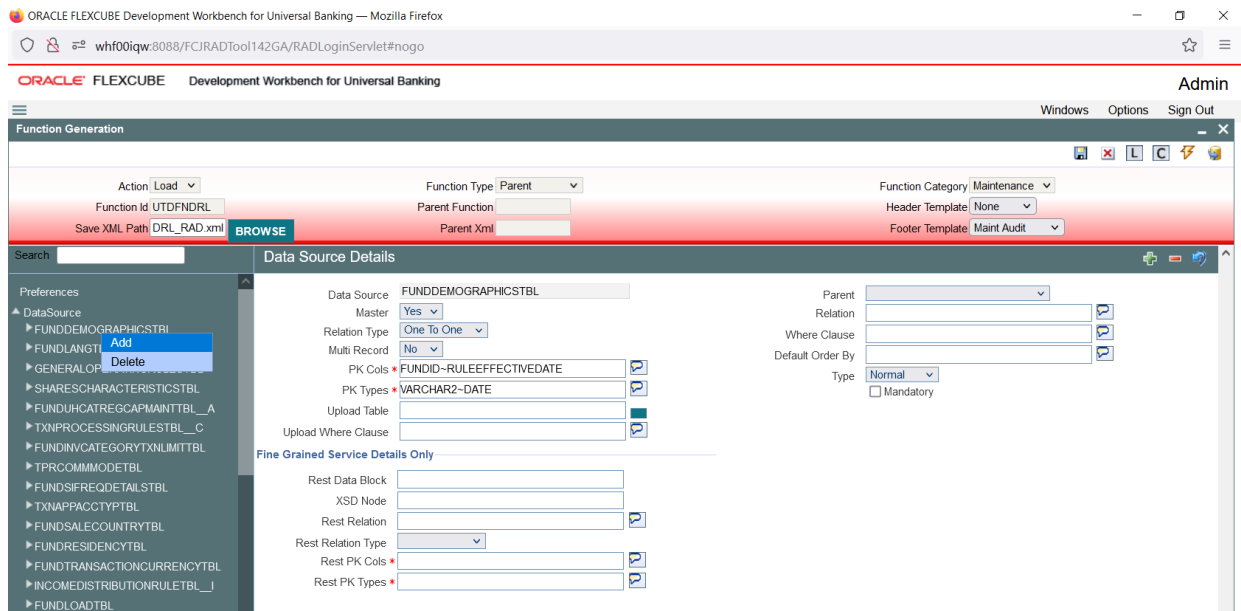 ORACLE FLEXCUBE Development Workbench for Universal Banking — Mozilla Firefox
whf00iqw:8088/FCJRADTool142GA/RADLoginServlet#nogo
ORACLE FLEXCUBE Development Workbench for Universal Banking
Admin
Windows Options Sign Out
Function Generation
L C
Action Load Function Type Parent Function Category Maintenance
Function Id UTDFNDRL Parent Function Header Template None
Save XML Path DRL_RAD.xml BROWSE Parent Xml Footer Template Maint Audit
Search
Data Source Details
Preferences
DataSource
FUNDDEMOGRAPHICSTBL
FUNDLANGT
Add
Delete
GENERALOP
SHARESCHARACTERISTICSTBL
FUNDUHCATREGCAPMAINTTBL__A
TXNPROCESSINGRULESTBL__C
FUNDINVCATEGORYTXNLIMITTBL
TPRCOMMMODETBL
FUNDSIFREQDETAILSTBL
TXNAPPACCTYPTBL
FUNDSALECOUNTRYTBL
FUNDRESIDENCYTBL
FUNDTRANSACTIONCURRENCYTBL
INCOMEDISTRIBUTIONRULETBL__I
FUNDLOADTBL
Data Source FUNDDEMOGRAPHICSTBL
Master Yes
Relation Type One To One
Multi Record No
PK Cols * FUNDID~RULEEFFECTIVEDATE
PK Types * VARCHAR2~DATE
Upload Table
Upload Where Clause
Parent
Relation
Where Clause
Default Order By
Type Normal
Mandatory
Fine Grained Service Details Only
Rest Data Block
XSD Node
Rest Relation
Rest Relation Type
Rest PK Cols *
Rest PK Types *